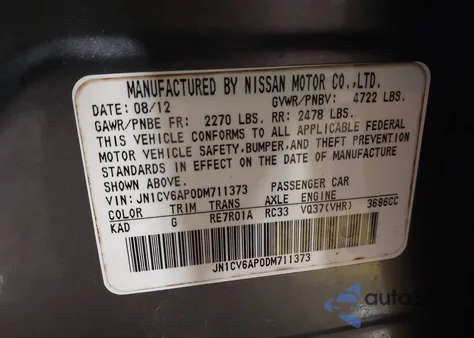 MANUFACTURED BY NISSAN MOTOR CO.,LTD.
DATE: 08/12 GVWR/PNBV: 4722 LBS.
GAWR/PNBE FR: 2270 LBS. RR: 2478 LBS.
THIS VEHICLE CONFORMS TO ALL APPLICABLE FEDERAL
MOTOR VEHICLE SAFETY,BUMPER,AND THEFT PREVENTION
STANDARDS IN EFFECT ON THE DATE OF MANUFACTURE
SHOWN ABOVE.
VIN: JN1CV6AP0DM711373 PASSENGER CAR
COLOR TRIM TRANS AXLE ENGINE
KAD G RE7R01A RC33 VQ37(VHR) 3696CC
JN1CV6AP0DM711373